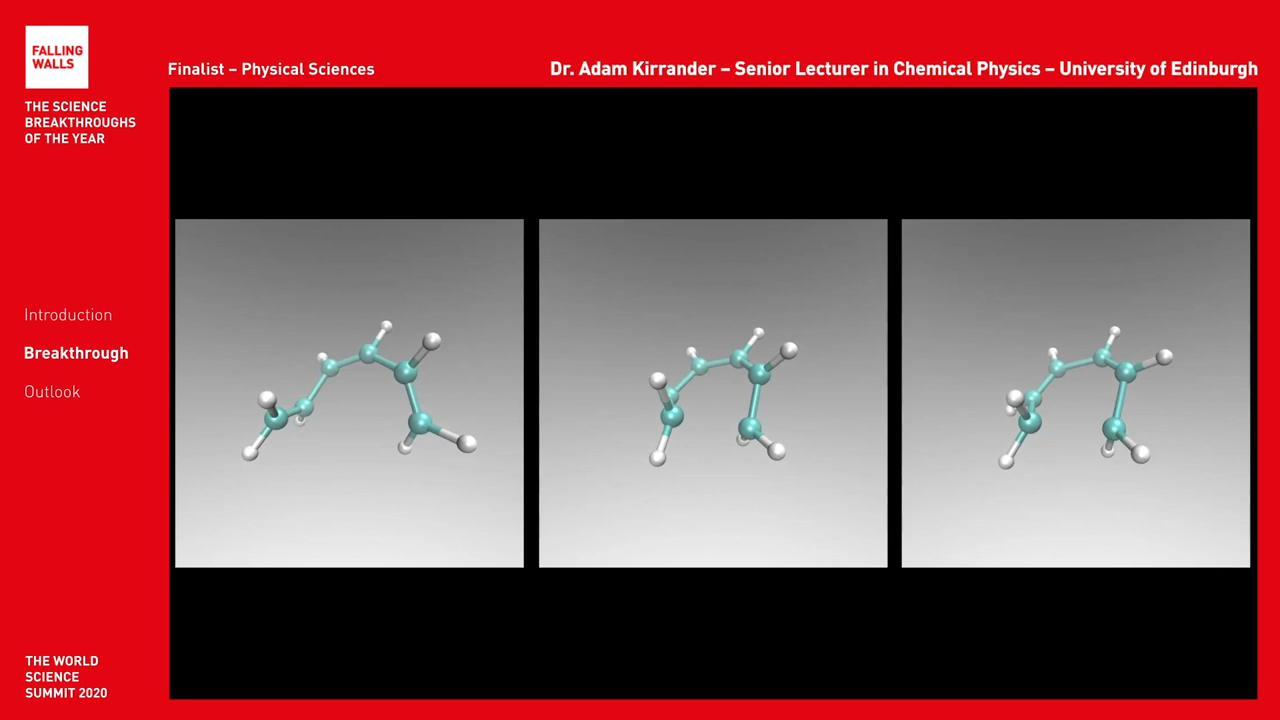 FALLING
WALLS
THE SCIENCE
BREAKTHROUGHS
OF THE YEAR
Finalist – Physical Sciences
Dr. Adam Kirrander – Senior Lecturer in Chemical Physics – University of Edinburgh
Introduction
Breakthrough
Outlook
THE WORLD
SCIENCE
SUMMIT 2020